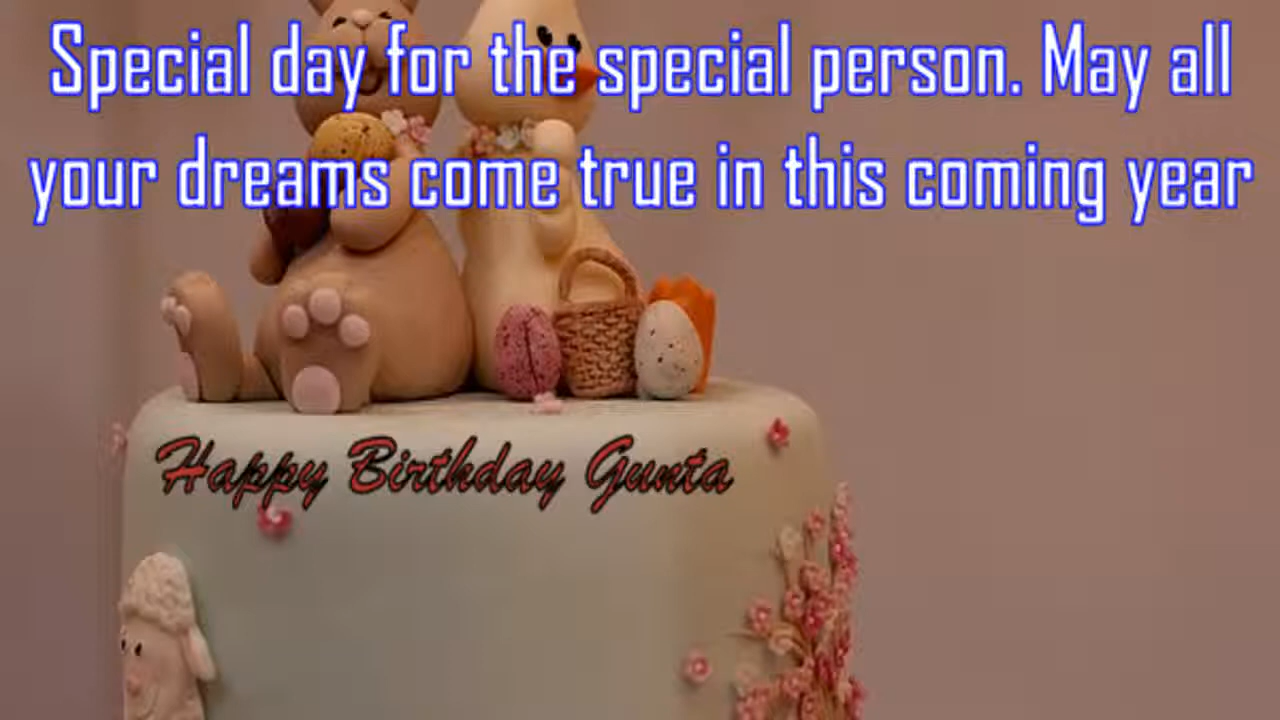 Special day for the special person. May all
your dreams come true in this coming year
Happy Birthday Gunta